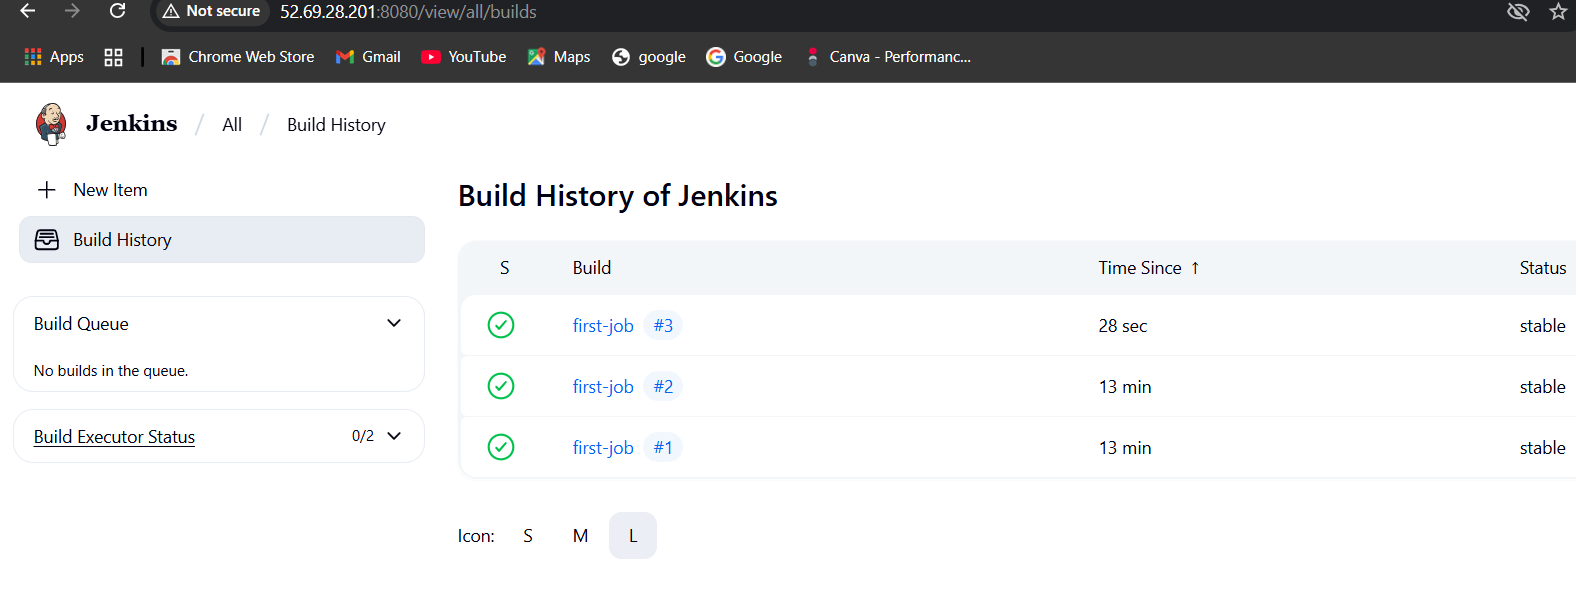 Not secure 52.69.28.201:8080/view/all/builds
Apps Chrome Web Store Gmail YouTube Maps google Google Canva - Performanc...
Jenkins / All / Build History
New Item
Build History
Build Queue
No builds in the queue.
Build Executor Status 0/2
Build History of Jenkins
S Build Time Since ↑ Status
first-job #3 28 sec stable
first-job #2 13 min stable
first-job #1 13 min stable
Icon: S M L